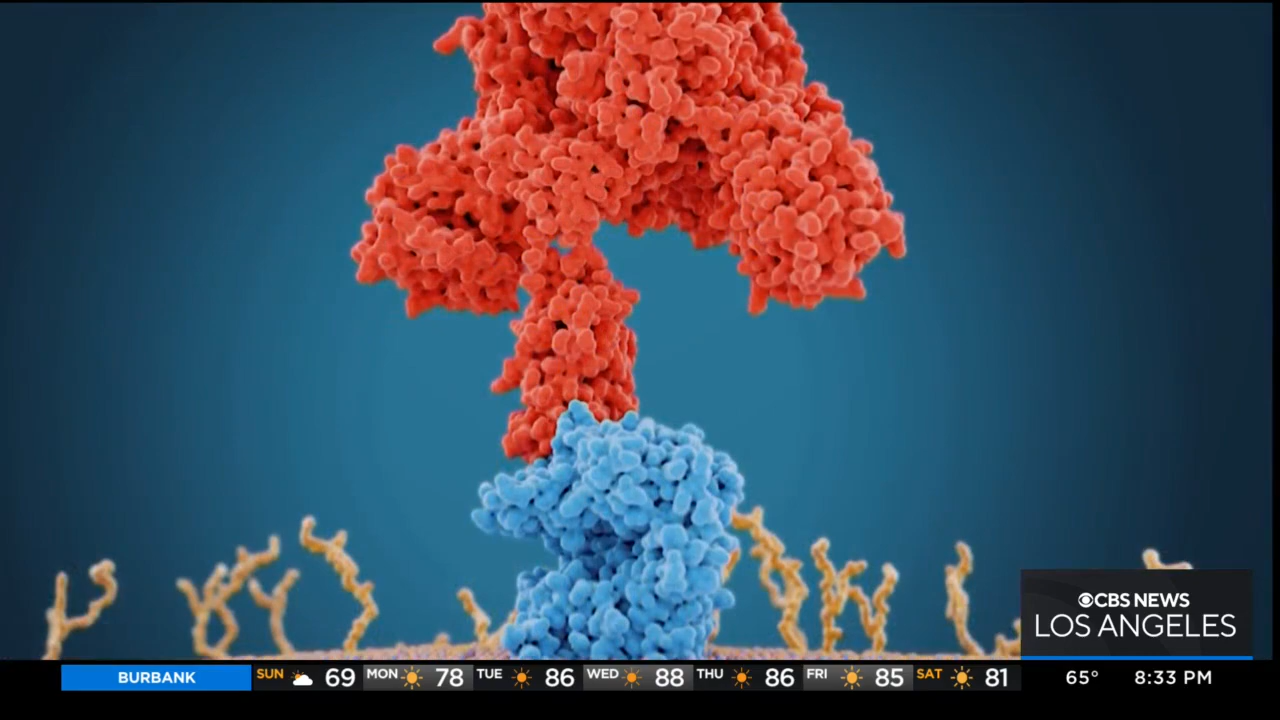 CBS NEWS
LOS ANGELES
BURBANK SUN 69 MON 78 TUE 86 WED 88 THU 86 FRI 85 SAT 81 65° 8:33 PM